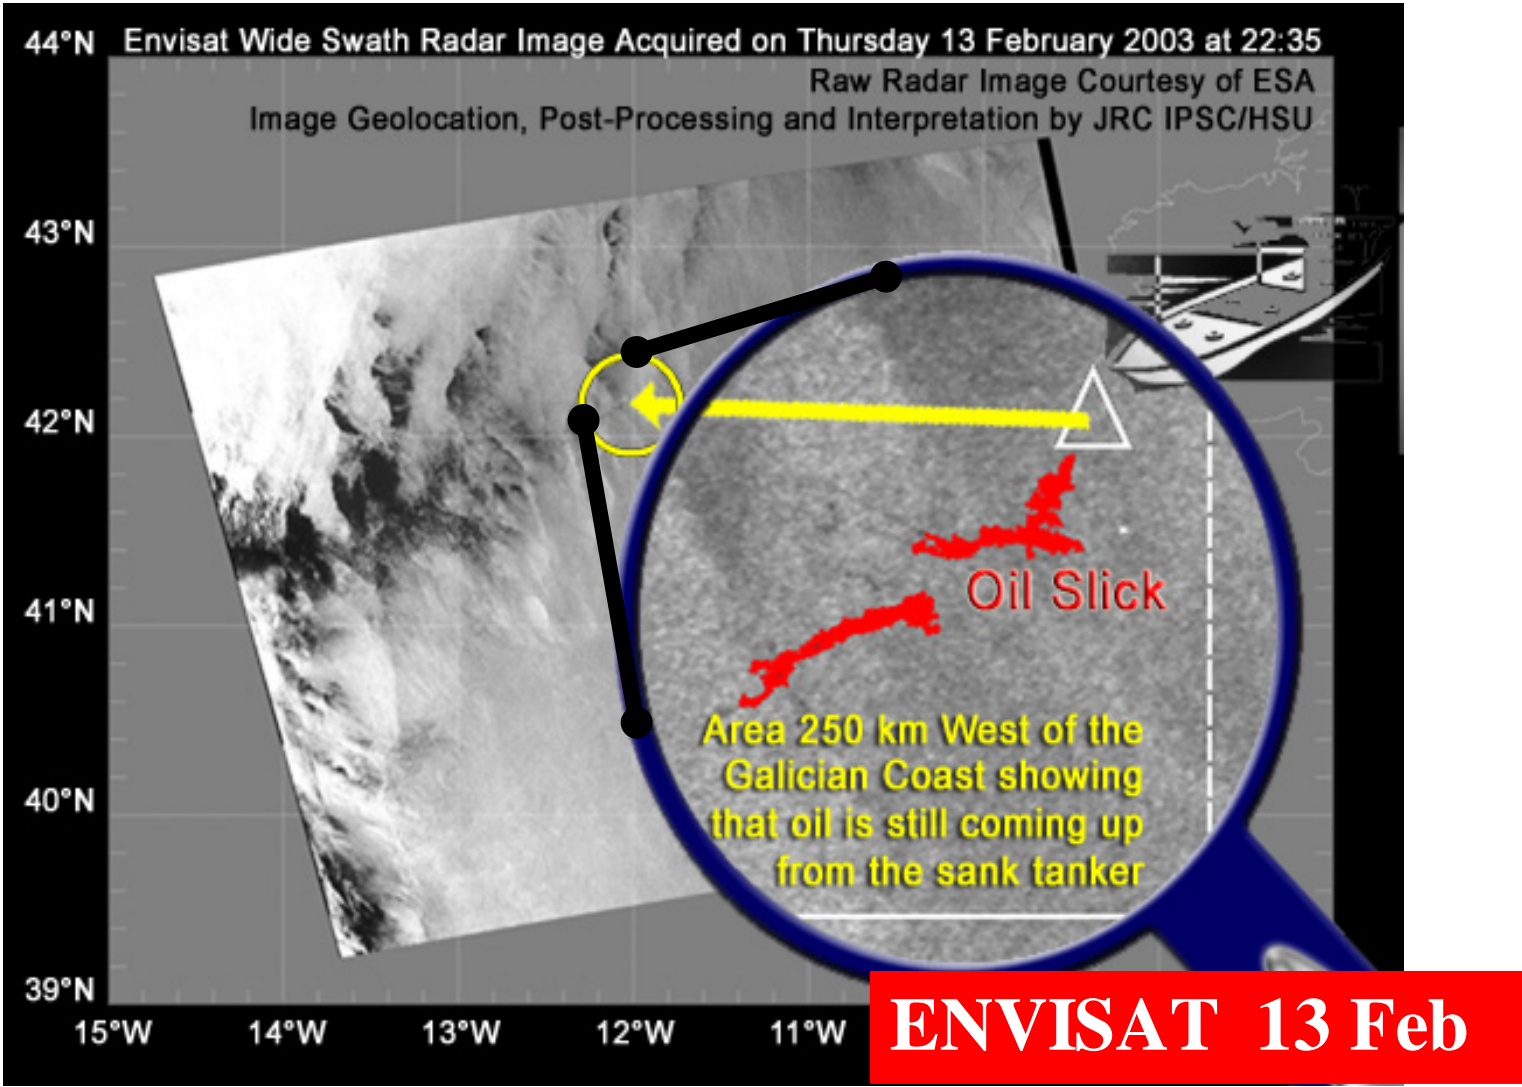 44°N
Envisat Wide Swath Radar Image Acquired on Thursday 13 February 2003 at 22:35
Raw Radar Image Courtesy of ESA
Image Geolocation, Post-Processing and Interpretation by JRC IPSC/HSU
43°N
42°N
41°N
40°N
39°N
Oil Slick
Area 250 km West of the
Galician Coast showing
that oil is still coming up
from the sank tanker
15°W 14°W 13°W 12°W 11°W
ENVISAT 13 Feb